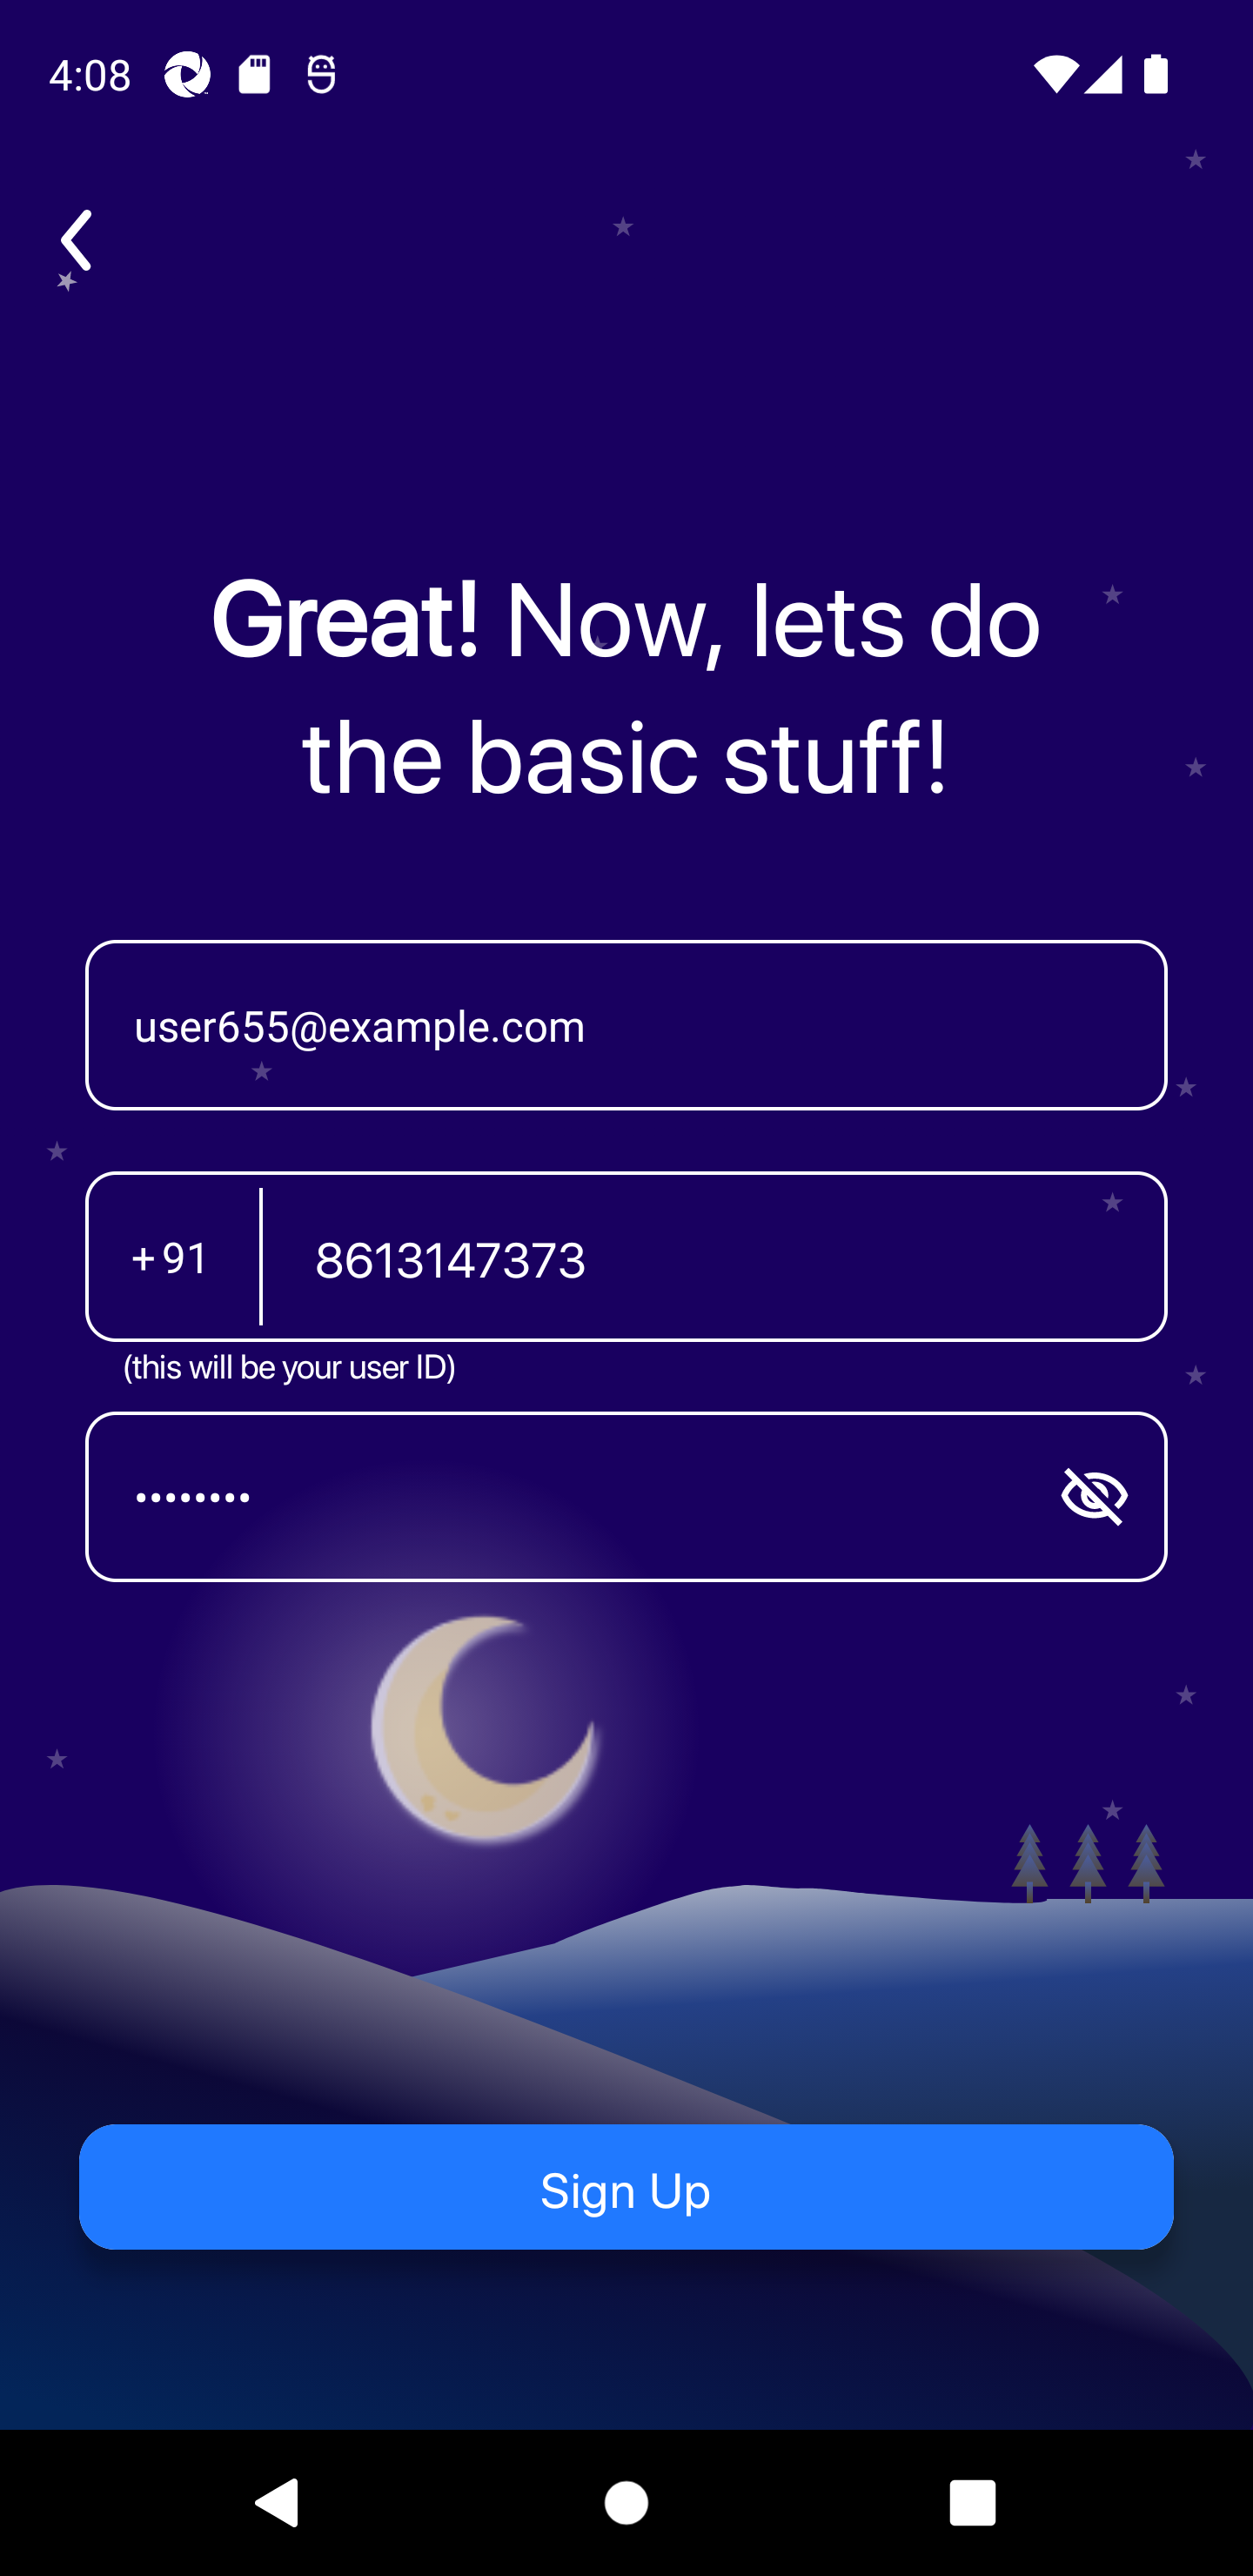 4:08
Great! Now, lets do
the basic stuff!
user655@example.com
+91 8613147373
(this will be your user ID)
••••••••
Sign Up